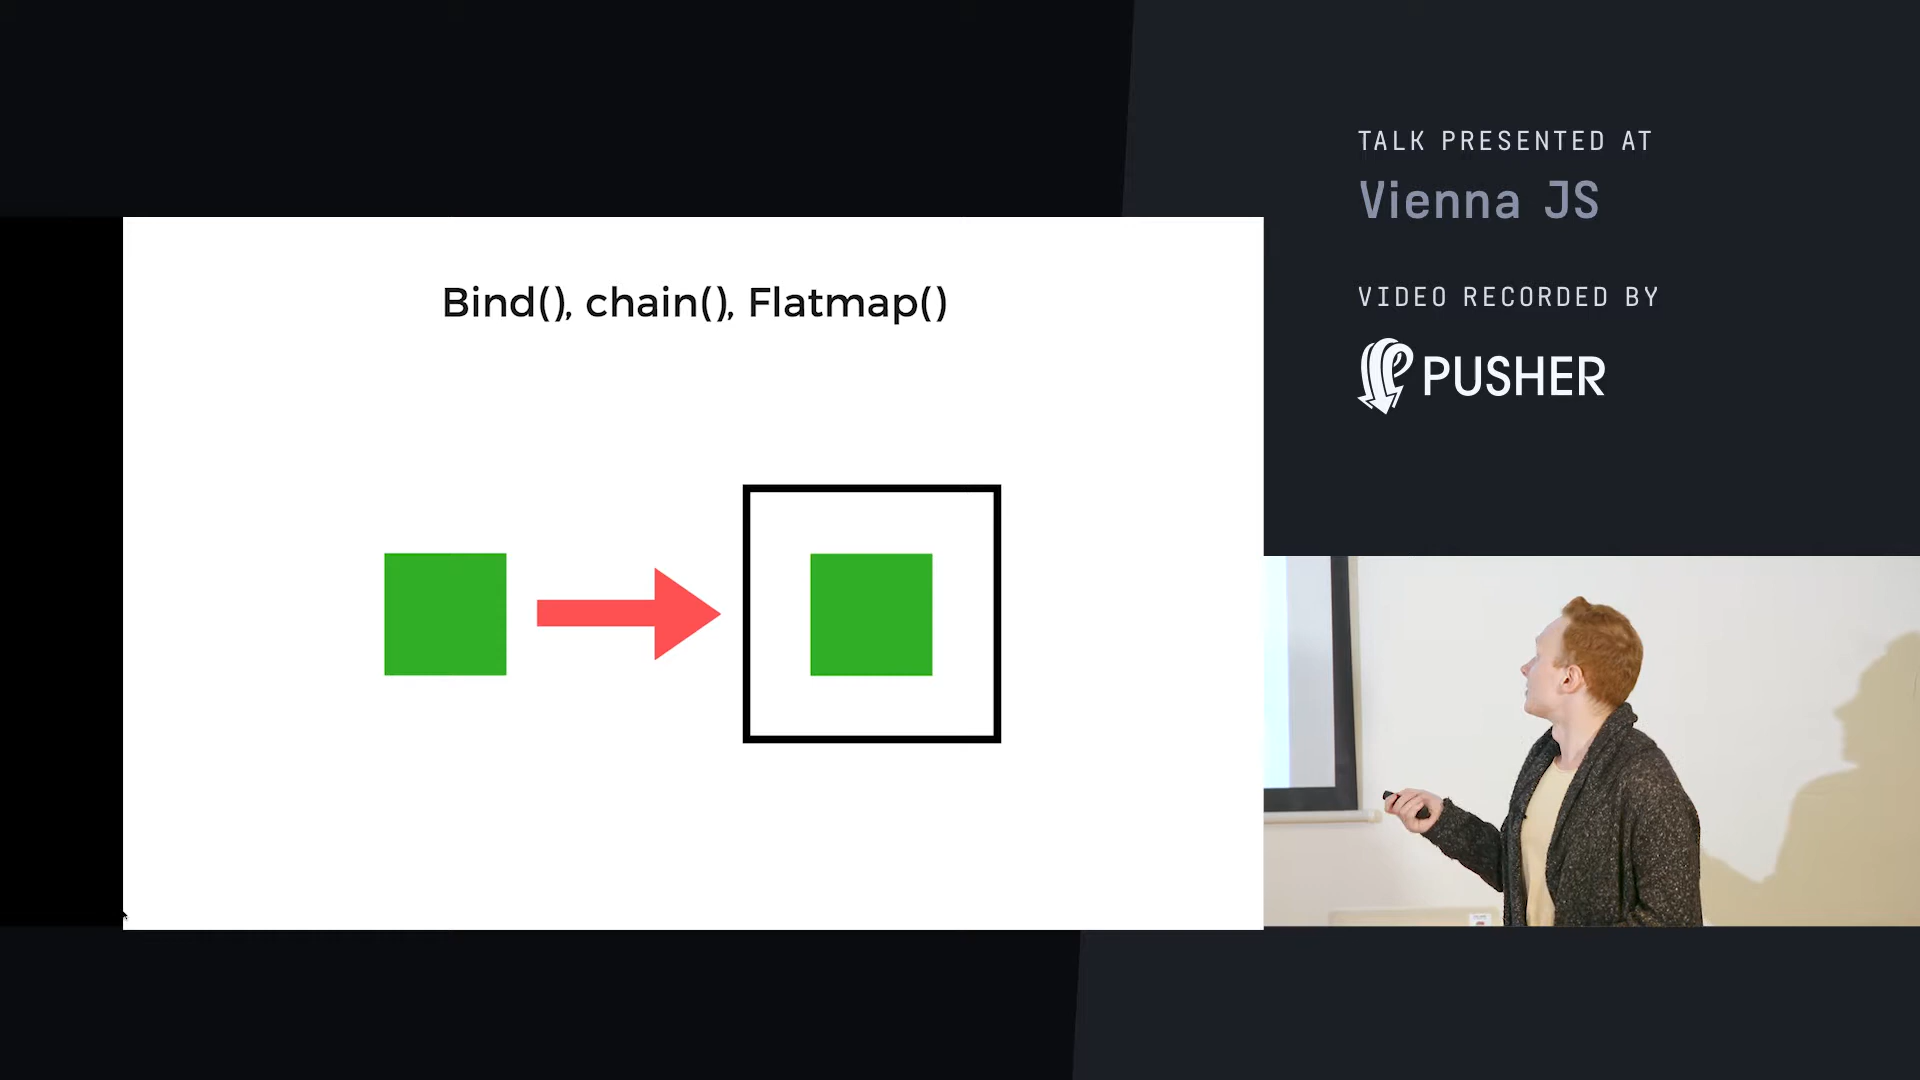 Bind(), chain(), Flatmap()
TALK PRESENTED AT
Vienna JS
VIDEO RECORDED BY
PUSHER